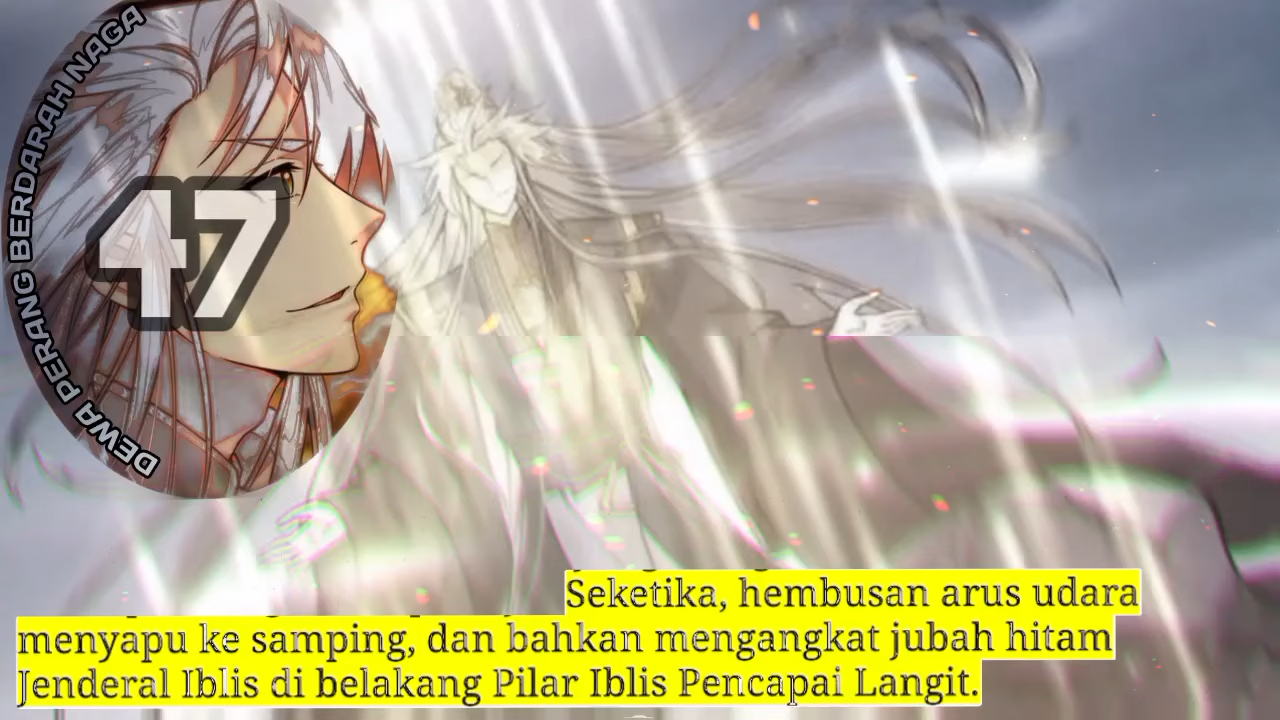 DEWA PERANG BERDARAH NAGA
47
Seketika, hembusan arus udara
menyapu ke samping, dan bahkan mengangkat jubah hitam
Jenderal Iblis di belakang Pilar Iblis Pencapai Langit.